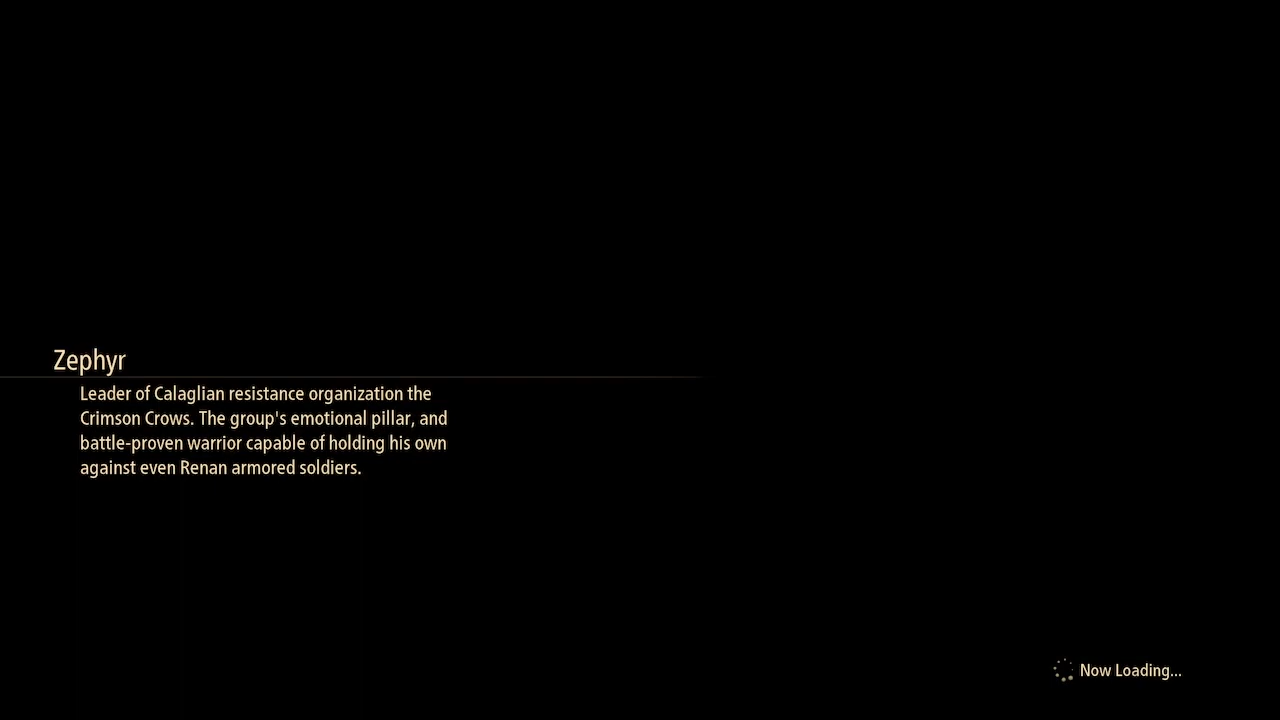 Zephyr
Leader of Calaglian resistance organization the
Crimson Crows. The group's emotional pillar, and
battle-proven warrior capable of holding his own
against even Renan armored soldiers.
Now Loading...